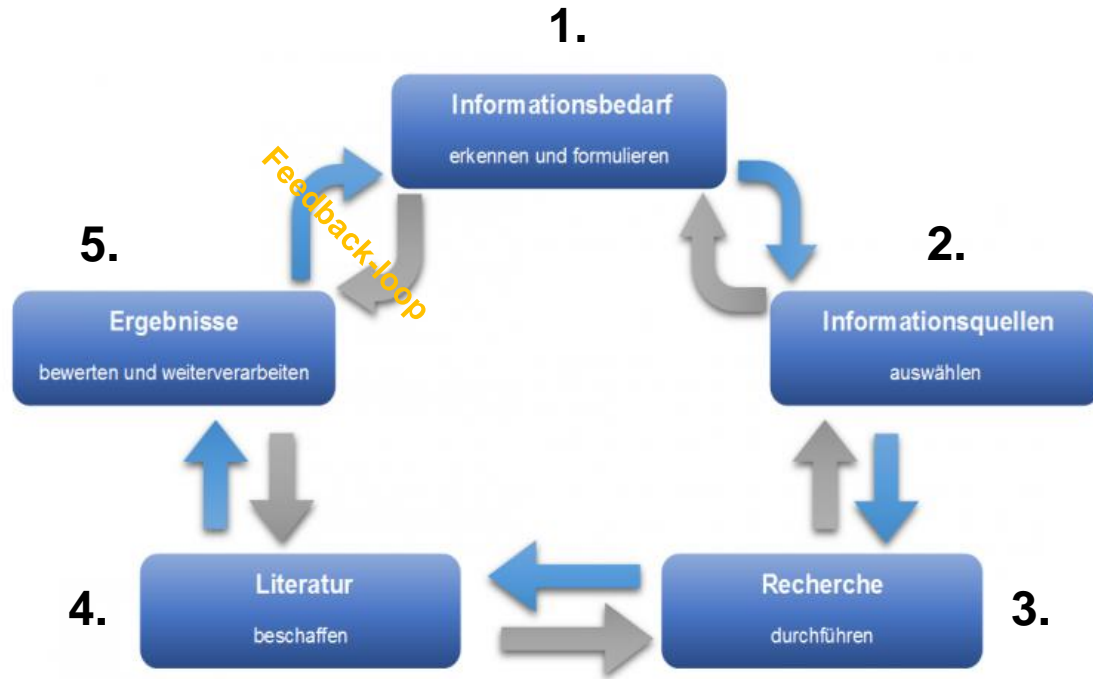 1.
Informationsbedarf
erkennen und formulieren
Feedback-loop
2.
Informationsquellen
auswählen
3.
Recherche
durchführen
4.
Literatur
beschaffen
5.
Ergebnisse
bewerten und weiterverarbeiten